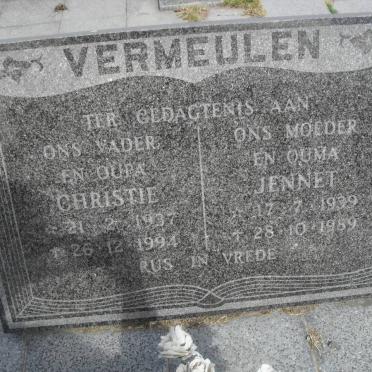 VERMEULEN
TER GEDAGTENIS AAN
ONS VADER
EN OUPA
CHRISTIE
* 21-2-1937
† 26-12-1994
ONS MOEDER
EN OUMA
JENNET
* 17-7-1939
† 28-10-1989
RUS IN VREDE